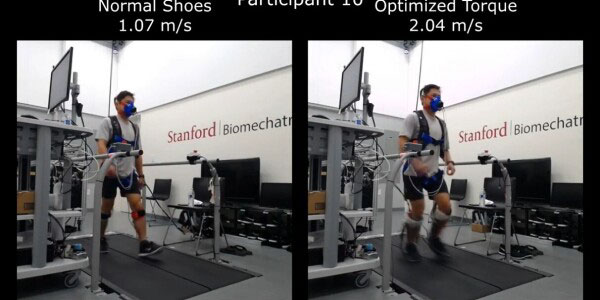 Participant 10
Normal Shoes
1.07 m/s
Optimized Torque
2.04 m/s
Stanford Biomechatr
Stanford Biomechatr